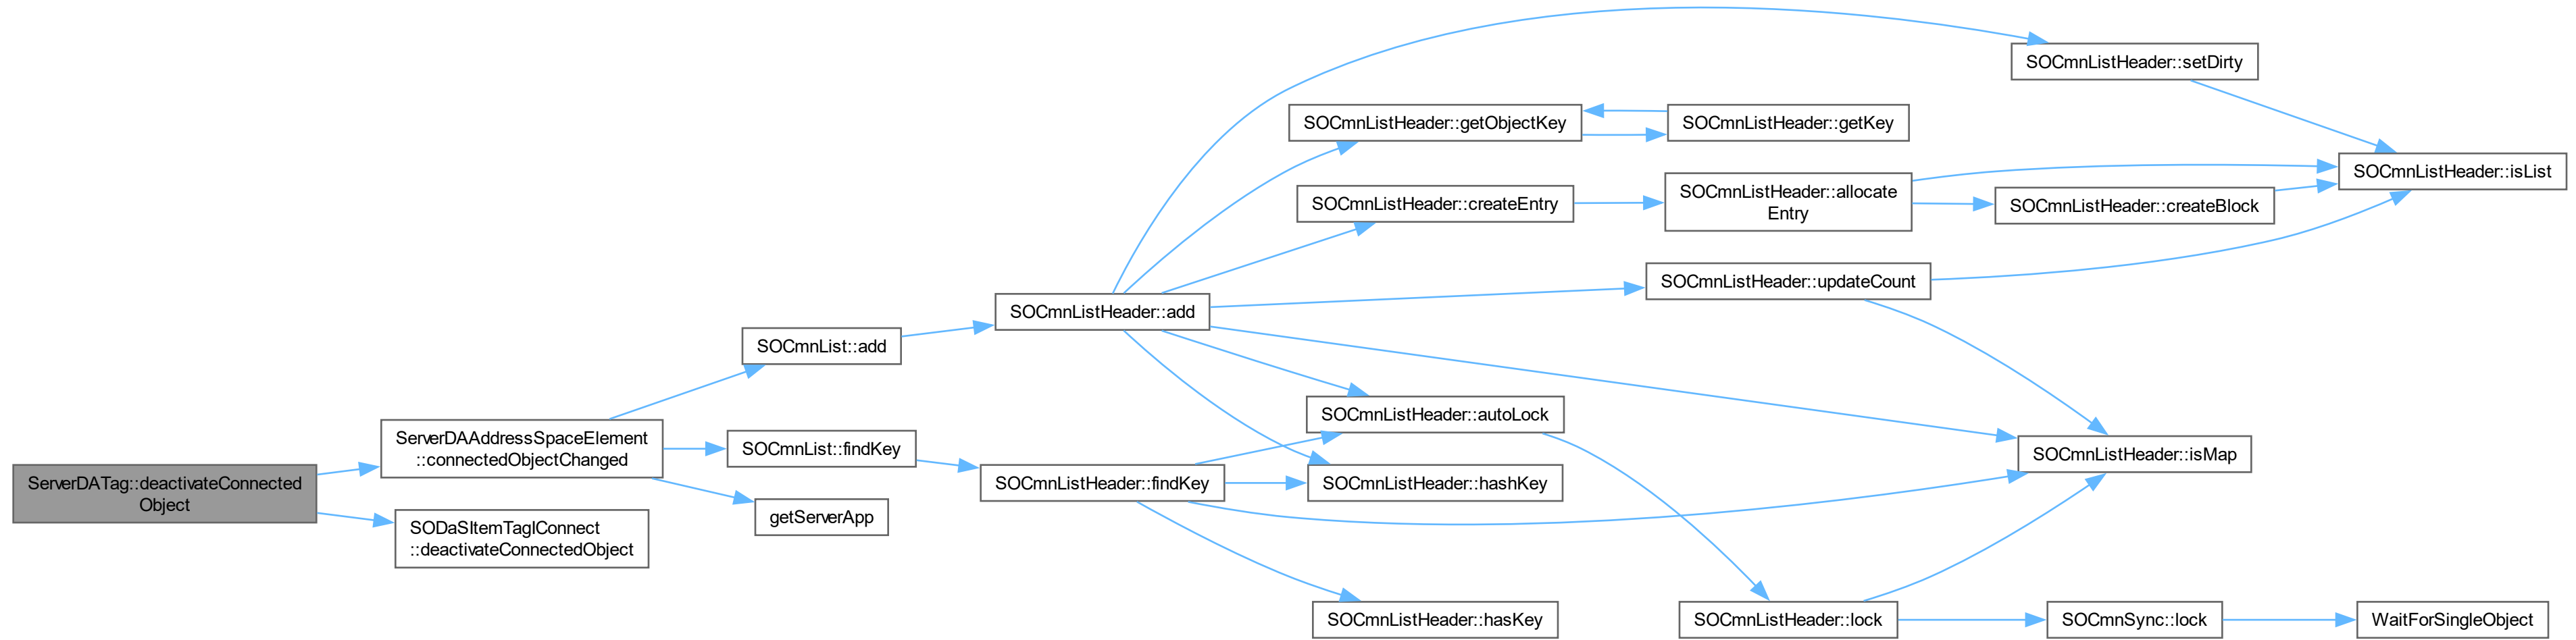 ServerDATag::deactivateConnected
Object
ServerDAAddressSpaceElement
::connectedObjectChanged
SODaSItemTagIConnect
::deactivateConnectedObject
SOCmnList::add
SOCmnList::findKey
getServerApp
SOCmnListHeader::add
SOCmnListHeader::findKey
SOCmnListHeader::getObjectKey
SOCmnListHeader::createEntry
SOCmnListHeader::autoLock
SOCmnListHeader::hashKey
SOCmnListHeader::hasKey
SOCmnListHeader::getKey
SOCmnListHeader::allocate
Entry
SOCmnListHeader::updateCount
SOCmnListHeader::lock
SOCmnListHeader::setDirty
SOCmnListHeader::createBlock
SOCmnListHeader::isMap
SOCmnSync::lock
SOCmnListHeader::isList
WaitForSingleObject